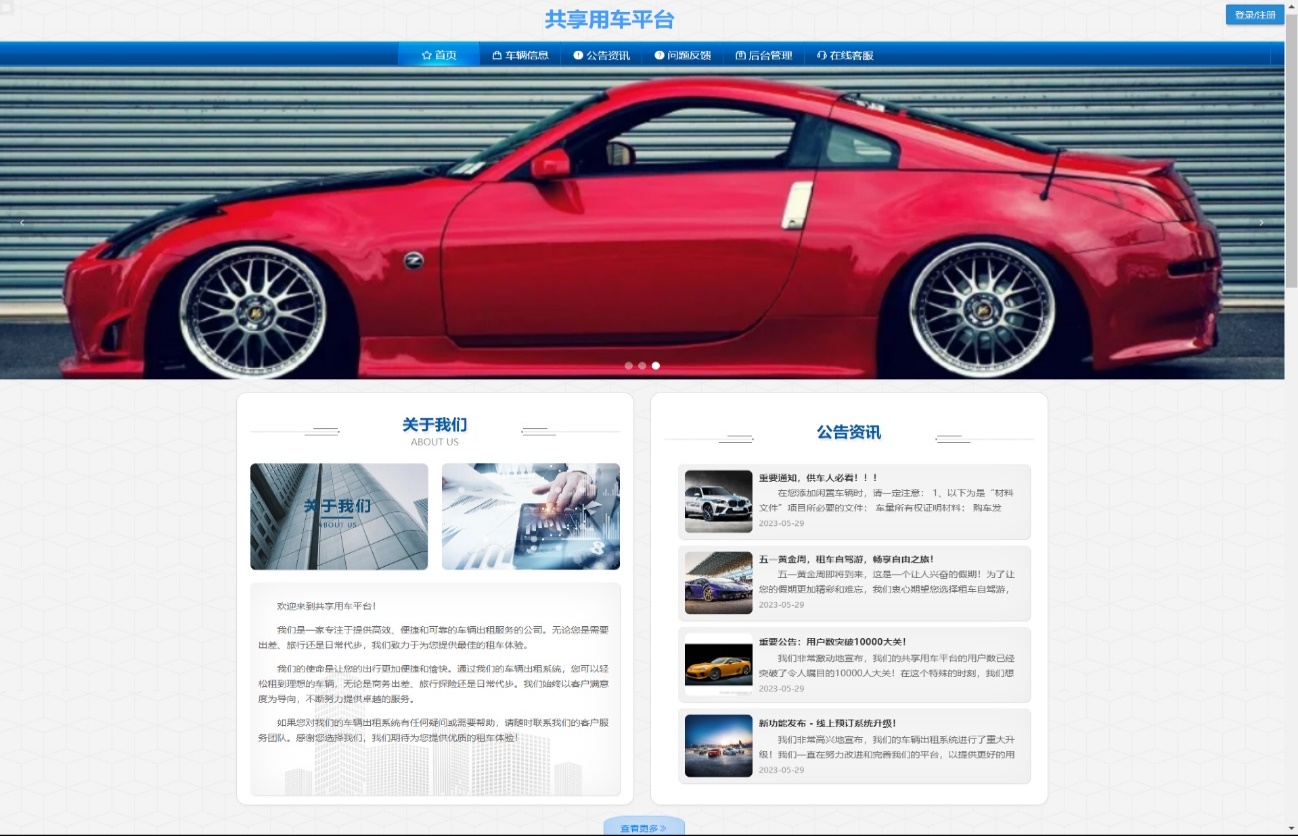 共享用车平台
登录/注册
首页
车辆信息
公告资讯
问题反馈
后台管理
在线客服
关于我们
ABOUT US
关于我们
ABOUT US
欢迎来到共享用车平台！
我们是一家专注于提供高效、便捷和可靠的车辆出租服务的公司。无论您是需要
出差、旅行还是日常代步，我们致力于为您提供最佳的租车体验。
我们的使命是让您的出行更加便捷和愉快。通过我们的车辆出租系统，您可以轻
松租到理想的车辆，无论是商务出差、旅行探险还是日常代步。我们始终以客户满意
度为导向，不断努力提供卓越的服务。
如果您对我们的车辆出租系统有任何疑问或需要帮助，请随时联系我们的客户服
务团队。感谢您选择我们，我们期待为您提供优质的租车体验！
公告资讯
重要通知，供车人必看！！！
在您添加闲置车辆时，请一定注意： 1、以下为是“材料
文件”项目所必要的文件： 车量所有权证明材料： 购车发
2023-05-29
五一黄金周，租车自驾游，畅享自由之旅！
五一黄金周即将到来，这是一个让人兴奋的假期！为了让
您的假期更加精彩和难忘，我们衷心期望您选择租车自驾游，
2023-05-29
重要公告：用户数突破10000大关！
我们非常激动地宣布，我们的共享用车平台的用户数已经
突破了令人瞩目的10000人大关！在这个特殊的时刻，我们想
2023-05-29
新功能发布 - 线上预订系统升级！
我们非常高兴地宣布，我们的车辆出租系统进行了重大升
级！我们一直在努力改进和完善我们的平台，以提供更好的用
2023-05-29
查看更多》